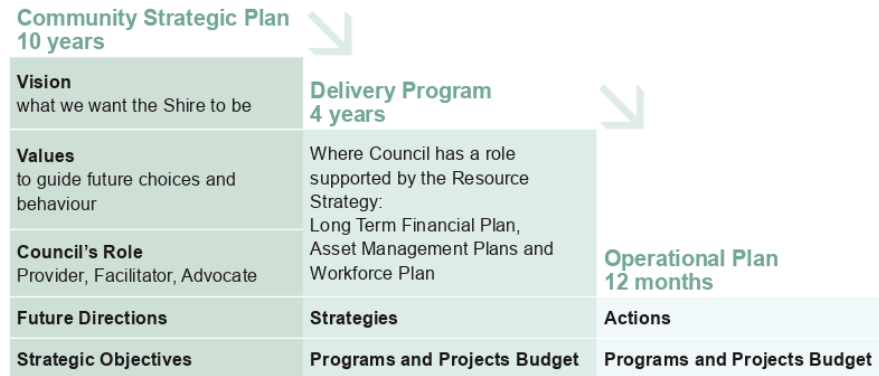 Community Strategic Plan
10 years
Vision
what we want the Shire to be
Values
to guide future choices and
behaviour
Council’s Role
Provider, Facilitator, Advocate
Future Directions
Strategic Objectives
Delivery Program
4 years
Where Council has a role
supported by the Resource
Strategy:
Long Term Financial Plan,
Asset Management Plans and
Workforce Plan
Strategies
Programs and Projects Budget
Operational Plan
12 months
Actions
Programs and Projects Budget